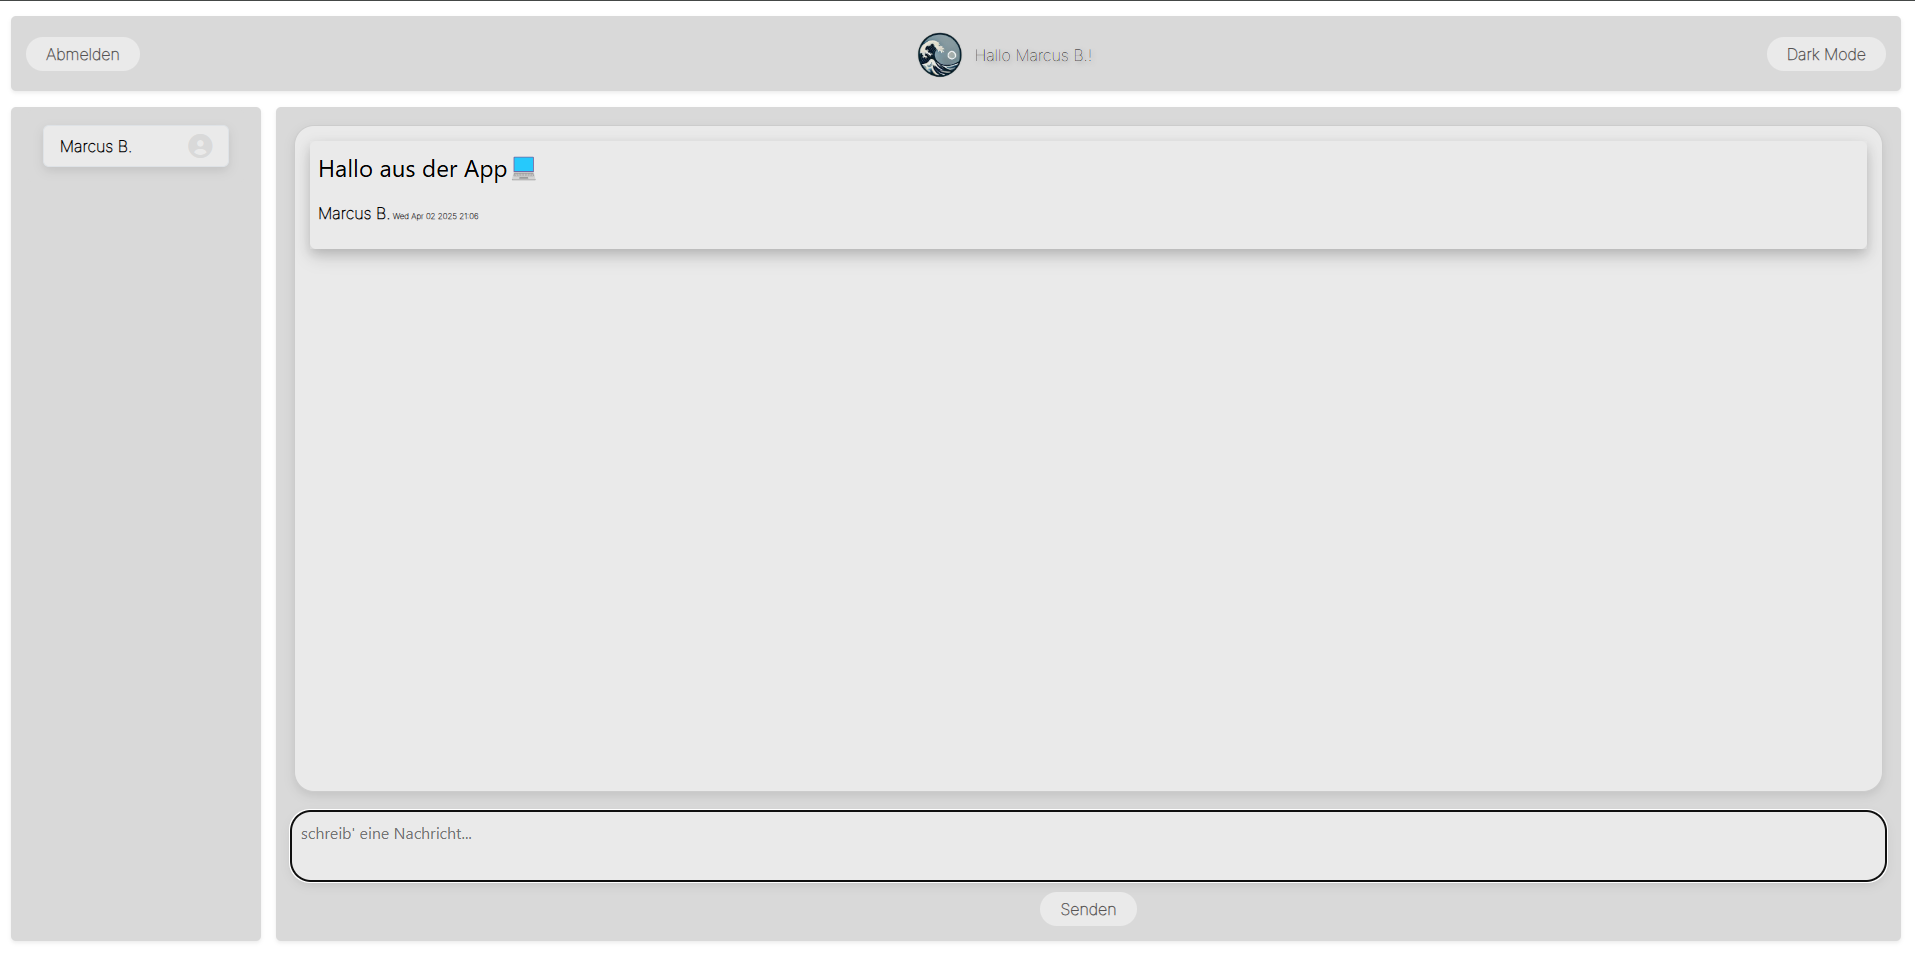 Abmelden
Hallo Marcus B.!
Dark Mode
Marcus B.
Hallo aus der App💻
Marcus B. Wed Apr 02 2025 21:06
schreib' eine Nachricht...
Senden